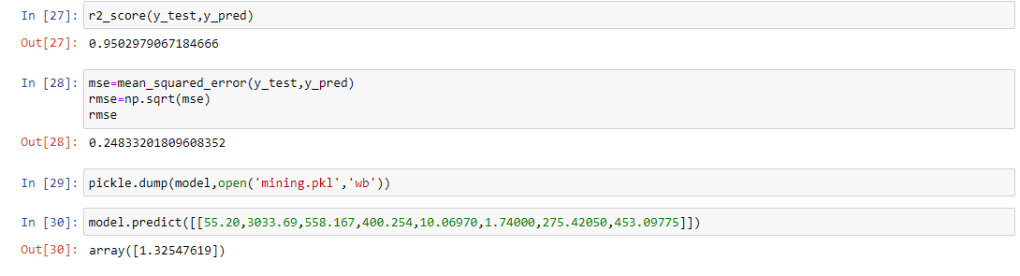 In [27]: r2_score(y_test,y_pred)
Out[27]: 0.9502979067184666
In [28]: mse=mean_squared_error(y_test,y_pred)
rmse=np.sqrt(mse)
rmse
Out[28]: 0.24833201809608352
In [29]: pickle.dump(model,open('mining.pkl','wb'))
In [30]: model.predict([[55.20,3033.69,558.167,400.254,10.06970,1.74000,275.42050,453.09775]])
Out[30]: array([1.32547619])